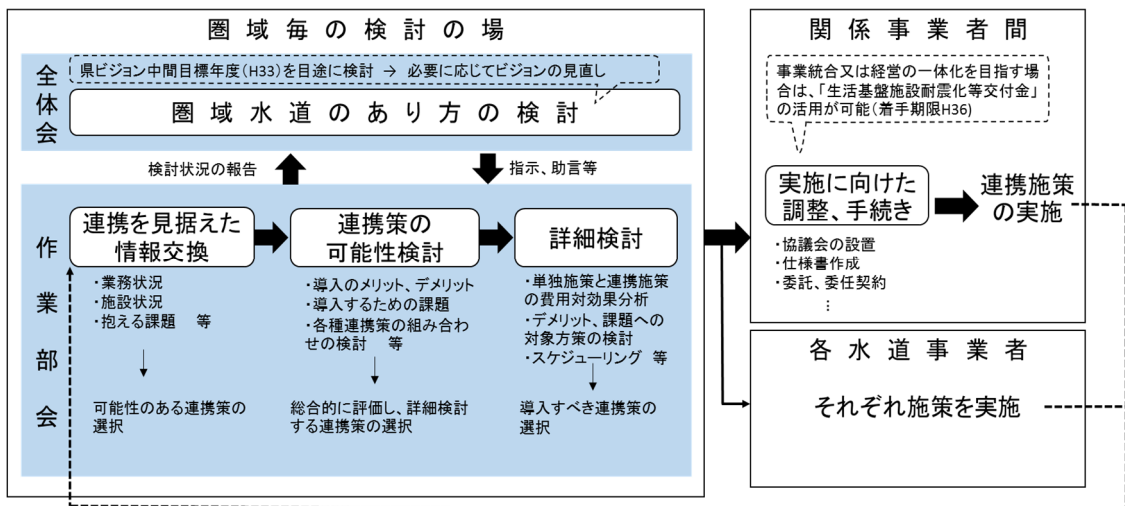 圏域毎の検討の場
全体会
県ビジョン中間目標年度(H33)を目途に検討 → 必要に応じてビジョンの見直し
圏域水道のあり方の検討
検討状況の報告
指示、助言等
作業部会
連携を見据えた
情報交換
・業務状況
・施設状況
・抱える課題 等
可能性のある連携策の
選択
連携策の
可能性検討
・導入のメリット、デメリット
・導入するための課題
・各種連携策の組み合わ
せの検討 等
総合的に評価し、詳細検討
する連携策の選択
詳細検討
・単独施策と連携施策
の費用対効果分析
・デメリット、課題への
対象方策の検討
・スケジューリング 等
導入すべき連携策の
選択
関係事業者間
事業統合又は経営の一体化を目指す場
合は、「生活基盤施設耐震化等交付金」
の活用が可能(着手期限H36)
実施に向けた
調整、手続き
・協議会の設置
・仕様書作成
・委託、委任契約
…
連携施策
の実施
各水道事業者
それぞれ施策を実施